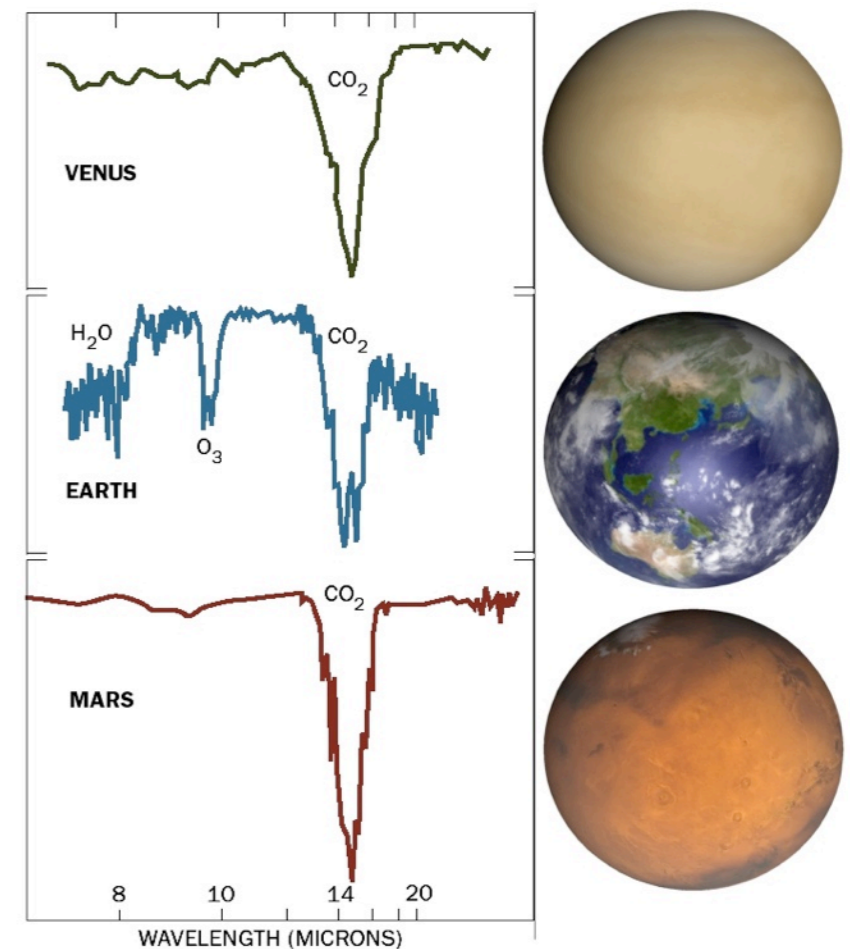 CO₂
VENUS
H₂O
CO₂
O₃
EARTH
CO₂
MARS
8 10 14 20
WAVELENGTH (MICRONS)